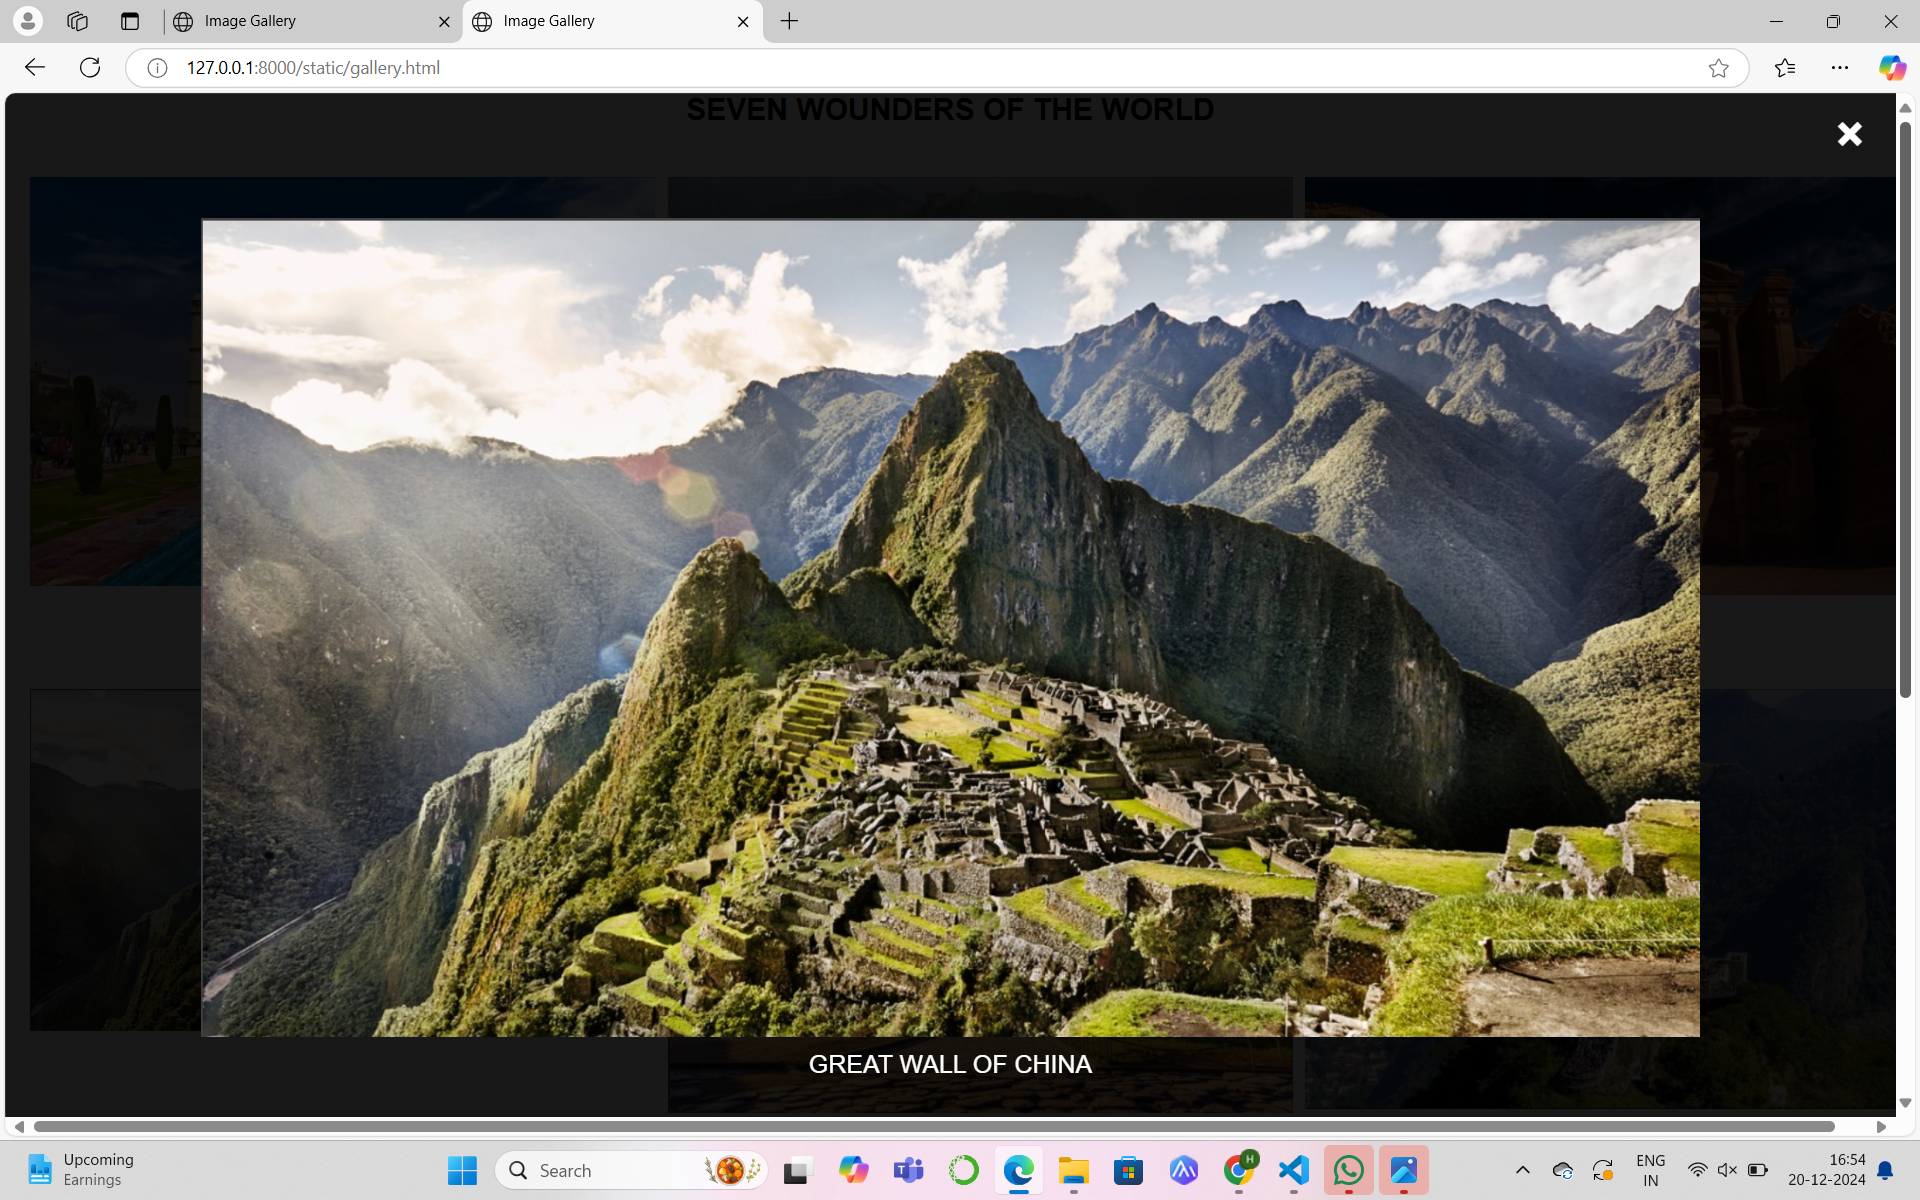 Image Gallery
Image Gallery
127.0.0.1:8000/static/gallery.html
SEVEN WOUNDERS OF THE WORLD
GREAT WALL OF CHINA
Upcoming
Earnings
Search
H
ENG
IN
16:54
20-12-2024